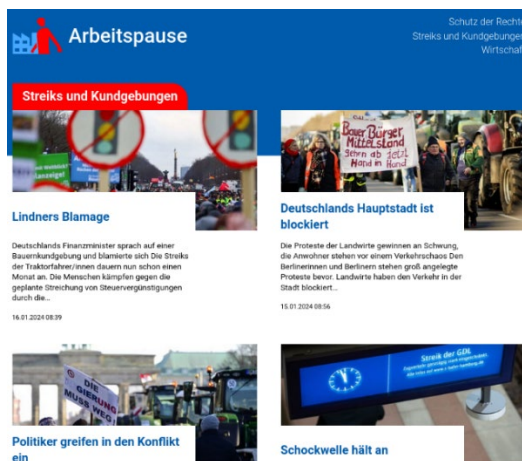 Arbeitspause
Schutz der Rechte
Streiks und Kundgebungen
Wirtschaf
Streiks und Kundgebungen
Bauer Bürger,
Mittelstand
gehn ab jetzt
Hand in Hand
Lindners Blamage
Deutschlands Finanzminister sprach auf einer
Bauernkundgebung und blamierte sich Die Streiks
der Traktorfahrer/innen dauern nun schon einen
Monat an. Die Menschen kämpfen gegen die
geplante Streichung von Steuervergünstigungen
durch die...
16.01.2024 08:39
Deutschlands Hauptstadt ist
blockiert
Die Proteste der Landwirte gewinnen an Schwung,
die Anwohner stehen vor einem Verkehrschaos Den
Berlinerinnen und Berlinern stehen groß angelegte
Proteste bevor. Landwirte haben den Verkehr in der
Stadt blockiert...
15.01.2024 08:56
DIE
GIERUNG
MUSS WEG!
Politiker greifen in den Konflikt
ein
Streik der GDL
Schockwelle hält an